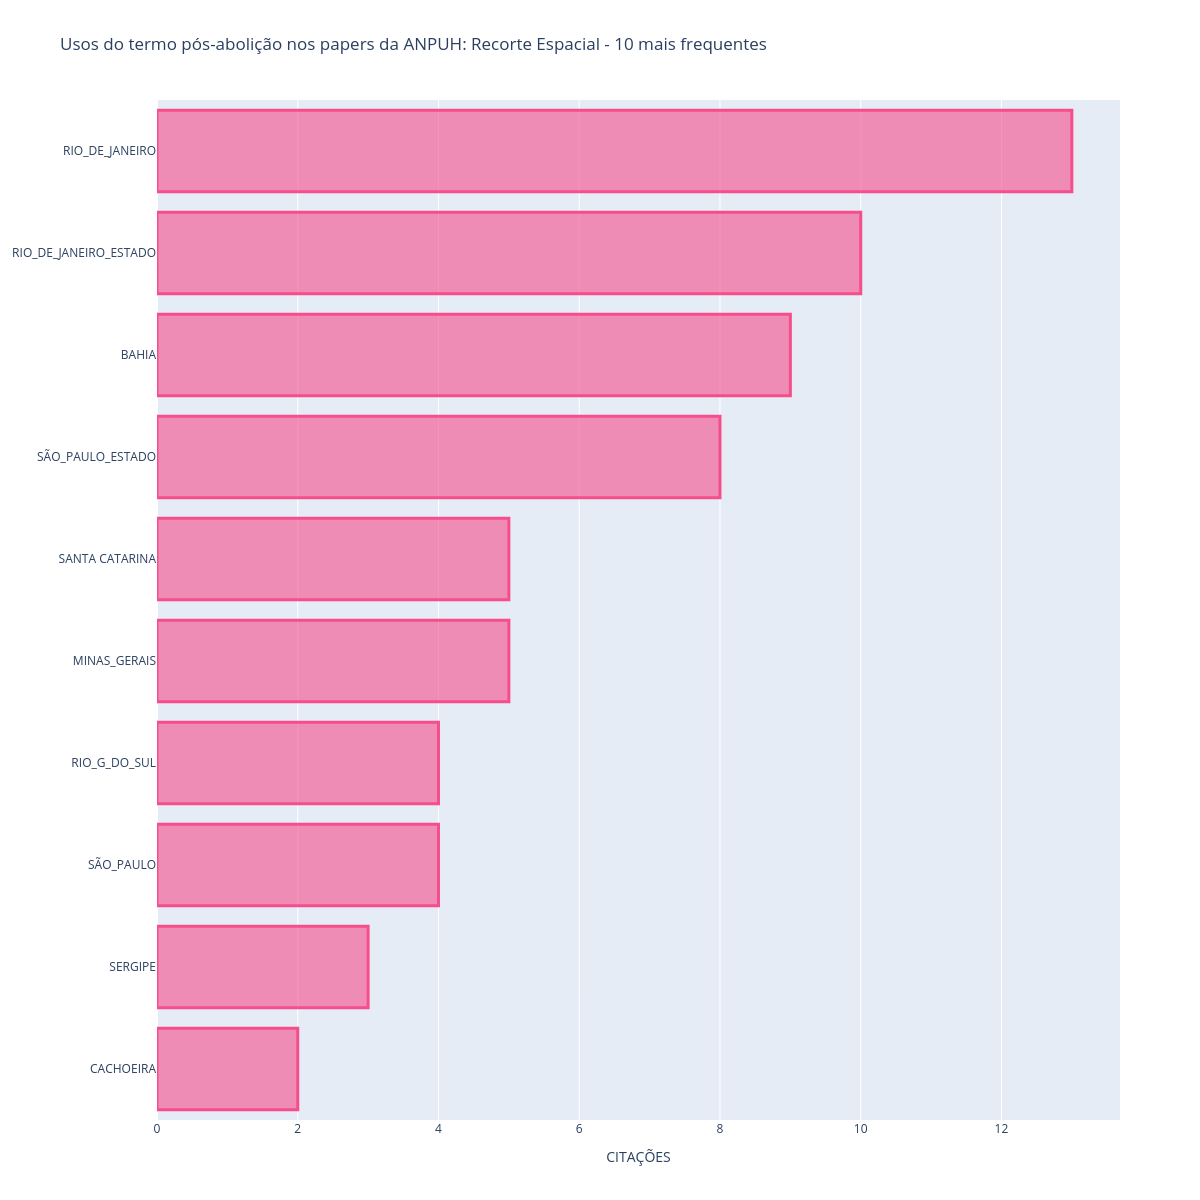 Usos do termo pós-abolição nos papers da ANPUH: Recorte Espacial - 10 mais frequentes
RIO_DE_JANEIRO
RIO_DE_JANEIRO_ESTADO
BAHIA
SÃO_PAULO_ESTADO
SANTA CATARINA
MINAS_GERAIS
RIO_G_DO_SUL
SÃO_PAULO
SERGIPE
CACHOEIRA
0 2 4 6 8 10 12
CITAÇÕES